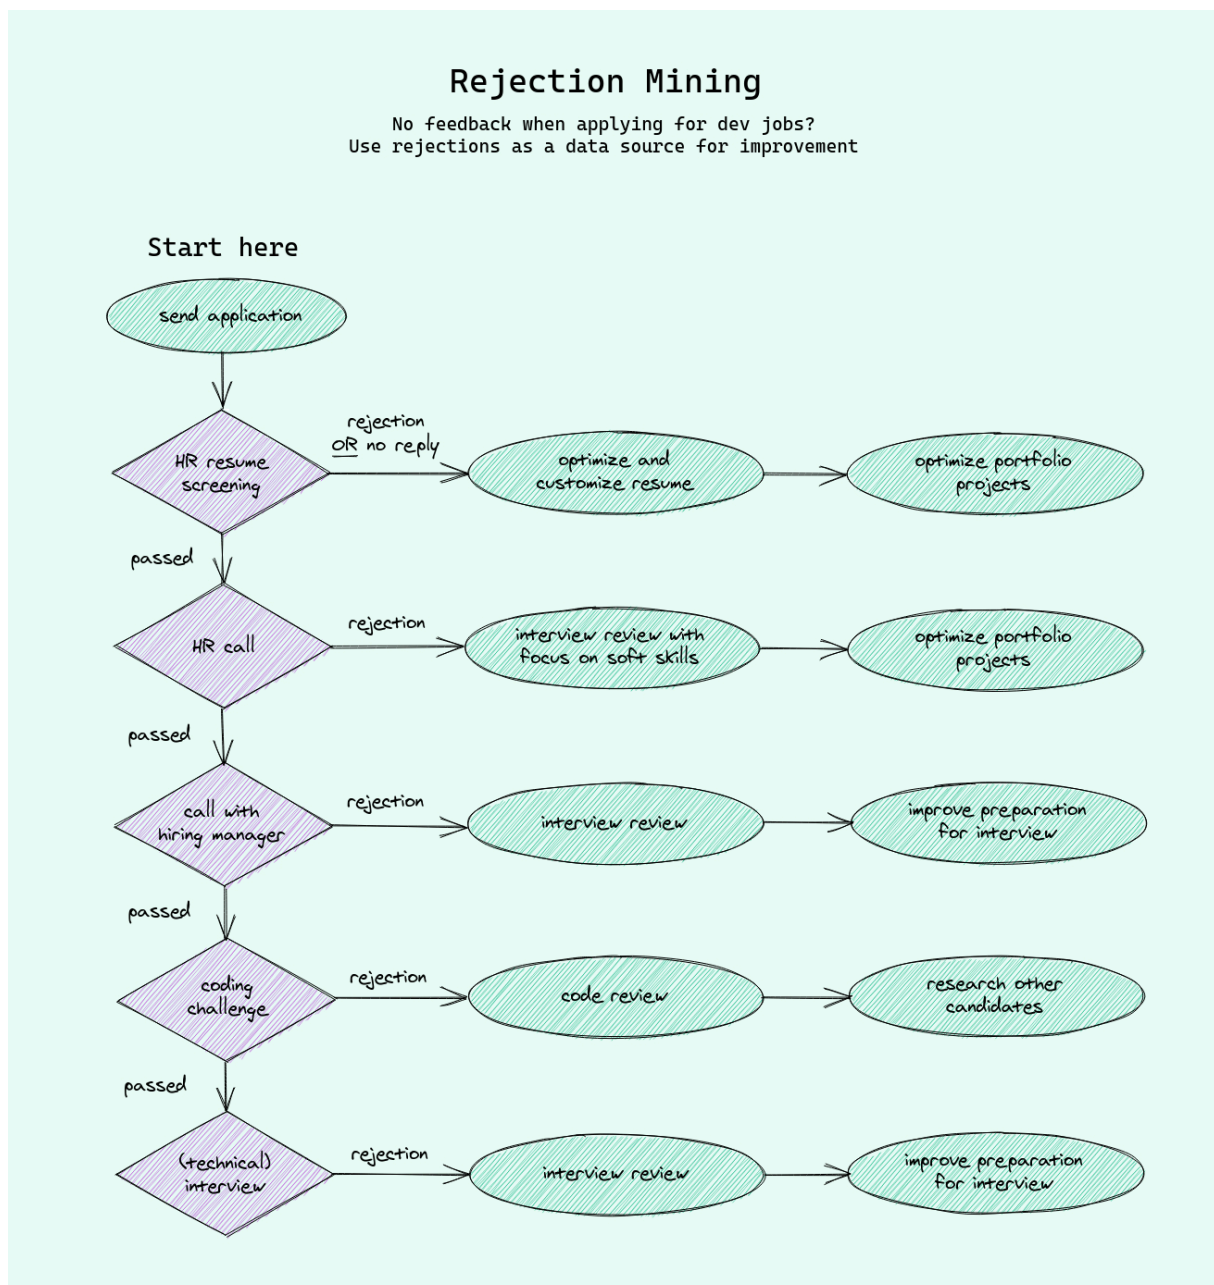 Rejection Mining
No feedback when applying for dev jobs?
Use rejections as a data source for improvement
Start here
send application
rejection
OR no reply
HR resume
screening
optimize and
customize resume
optimize portfolio
projects
passed
HR call
rejection
interview review with
focus on soft skills
optimize portfolio
projects
passed
call with
hiring manager
rejection
interview review
improve preparation
for interview
passed
coding
challenge
rejection
code review
research other
candidates
passed
(technical)
interview
rejection
interview review
improve preparation
for interview